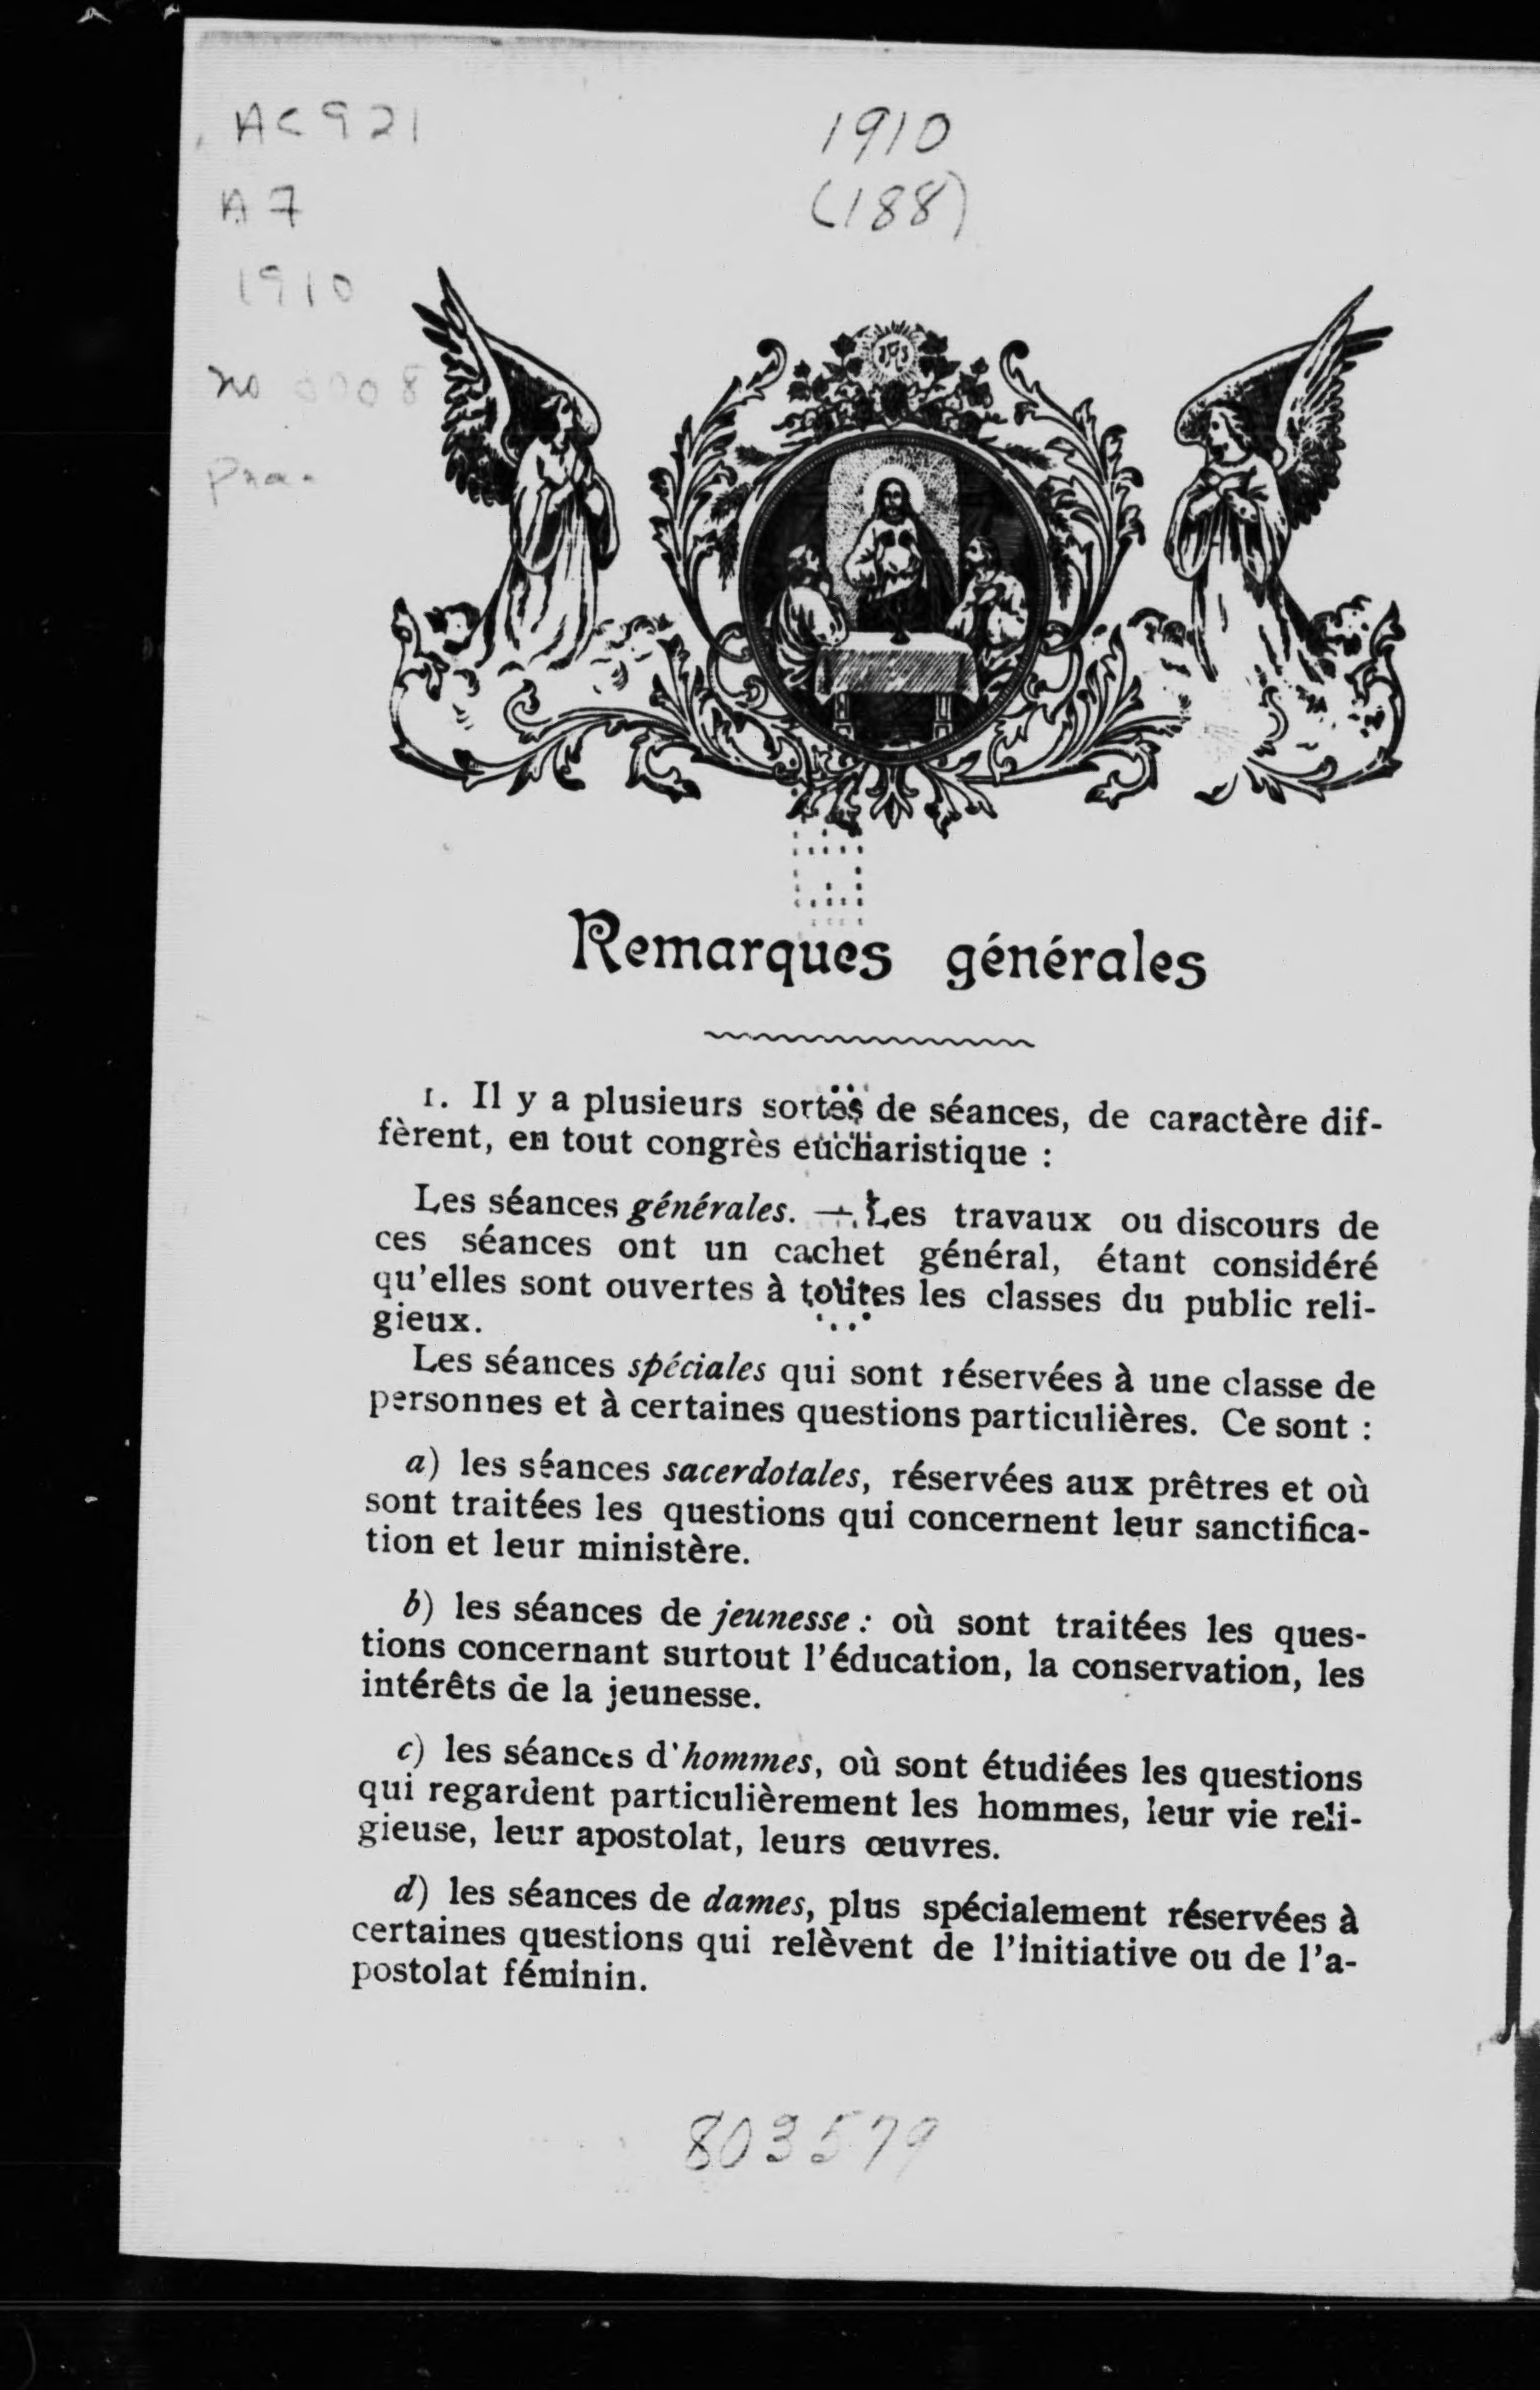 AC921
A7
1910
no 0008
pna.
1910
(188)
Remarques générales
1. Il y a plusieurs sortes de séances, de caractère dif-
fèrent, en tout congrès eucharistique :
Les séances générales. — Les travaux ou discours de
ces séances ont un cachet général, étant considéré
qu'elles sont ouvertes à toutes les classes du public reli-
gieux.
Les séances spéciales qui sont réservées à une classe de
personnes et à certaines questions particulières. Ce sont :
a) les séances sacerdotales, réservées aux prêtres et où
sont traitées les questions qui concernent leur sanctifica-
tion et leur ministère.
b) les séances de jeunesse : où sont traitées les ques-
tions concernant surtout l'éducation, la conservation, les
intérêts de la jeunesse.
c) les séances d'hommes, où sont étudiées les questions
qui regardent particulièrement les hommes, leur vie reli-
gieuse, leur apostolat, leurs œuvres.
d) les séances de dames, plus spécialement réservées à
certaines questions qui relèvent de l'initiative ou de l'a-
postolat féminin.
803579